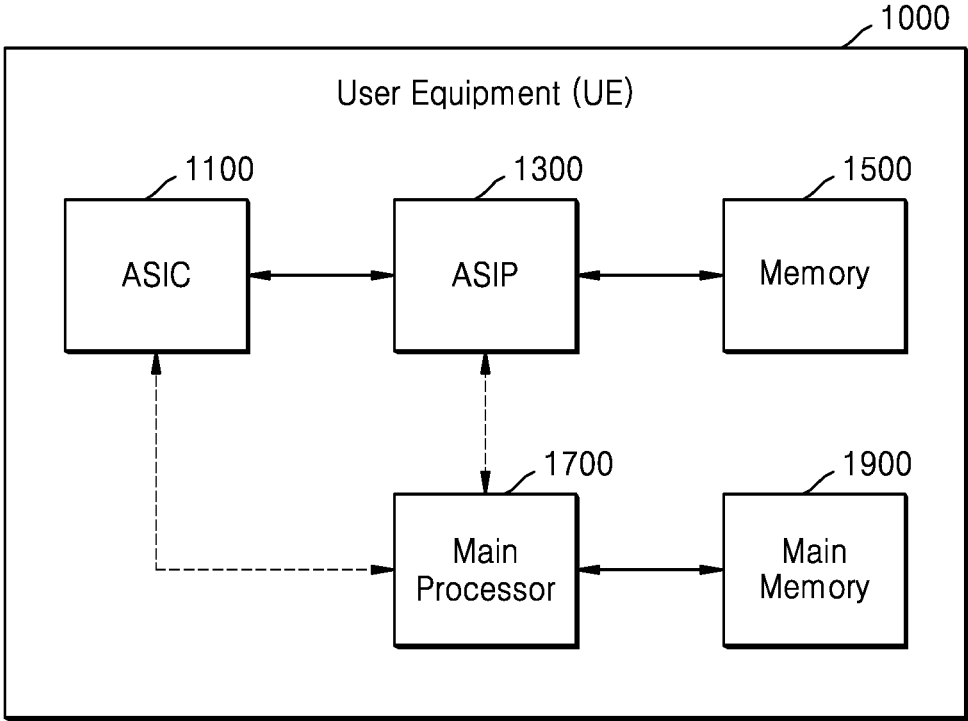 1000
User Equipment (UE)
1100
1300
1500
ASIC
ASIP
Memory
1700
1900
Main
Processor
Main
Memory